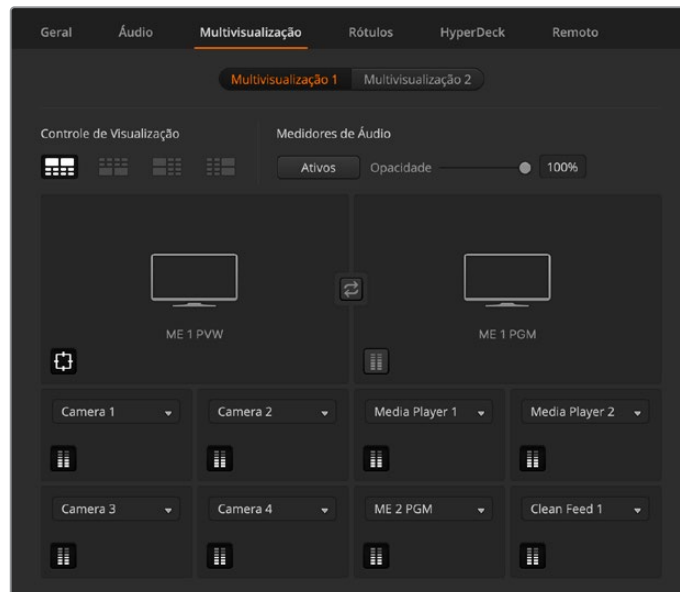 Geral Áudio Multivisualização Rótulos HyperDeck Remoto
Multivisualização 1 Multivisualização 2
Controle de Visualização Medidores de Áudio
Ativos Opacidade 100%
ME 1 PVW ME 1 PGM
Camera 1 Camera 2 Media Player 1 Media Player 2
Camera 3 Camera 4 ME 2 PGM Clean Feed 1